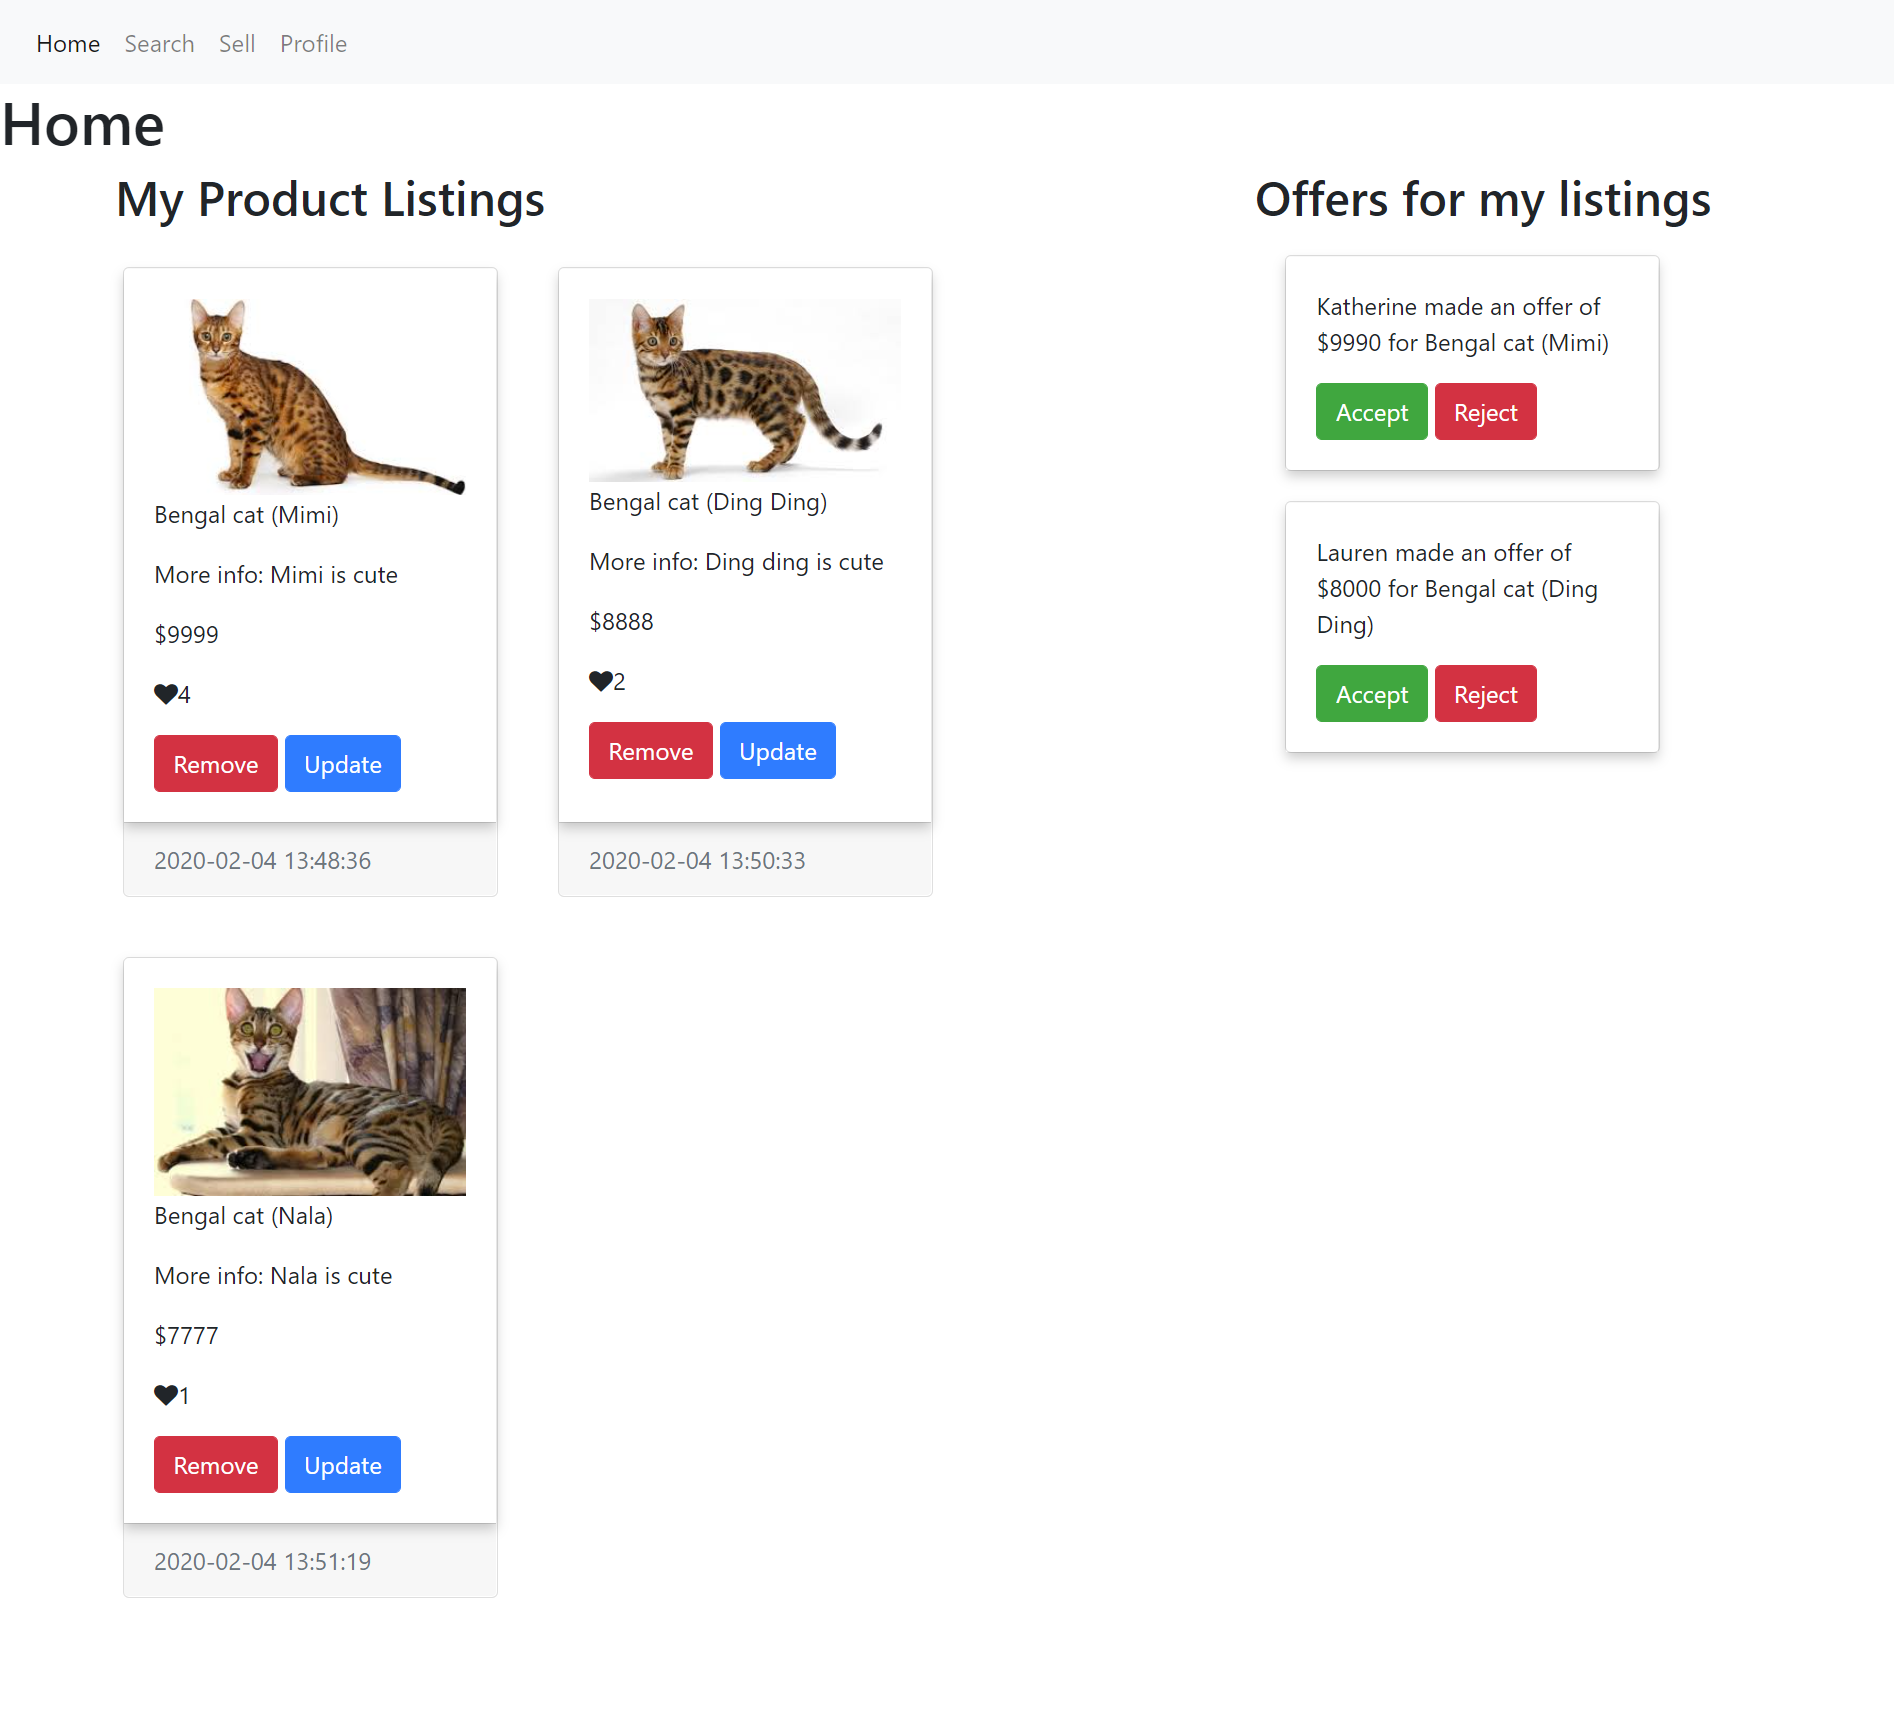 Home Search Sell Profile
Home
My Product Listings
Bengal cat (Mimi)
More info: Mimi is cute
$9999
4
Remove Update
2020-02-04 13:48:36
Bengal cat (Ding Ding)
More info: Ding ding is cute
$8888
2
Remove Update
2020-02-04 13:50:33
Bengal cat (Nala)
More info: Nala is cute
$7777
1
Remove Update
2020-02-04 13:51:19
Offers for my listings
Katherine made an offer of
$9990 for Bengal cat (Mimi)
Accept Reject
Lauren made an offer of
$8000 for Bengal cat (Ding
Ding)
Accept Reject